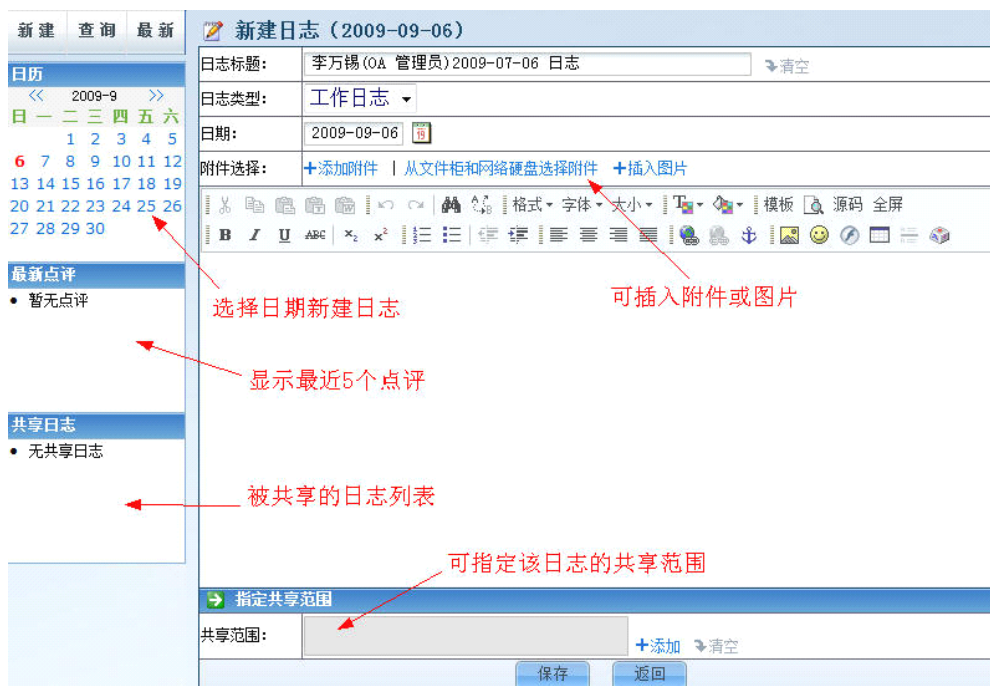 新建 查询 最新
日历
<< 2009-9 >>
日 一 二 三 四 五 六
1 2 3 4 5
6 7 8 9 10 11 12
13 14 15 16 17 18 19
20 21 22 23 24 25 26
27 28 29 30
最新点评
• 暂无点评
共享日志
• 无共享日志
新建日志（2009-09-06）
日志标题： 李万锡(OA 管理员)2009-07-06 日志 清空
日志类型： 工作日志
日期： 2009-09-06 19
附件选择： +添加附件 | 从文件柜和网络硬盘选择附件 +插入图片
格式 字体 大小 模板 源码 全屏
B I U ABC x₂ x²
选择日期新建日志
可插入附件或图片
显示最近5个点评
被共享的日志列表
可指定该日志的共享范围
指定共享范围
共享范围： +添加 清空
保存 返回